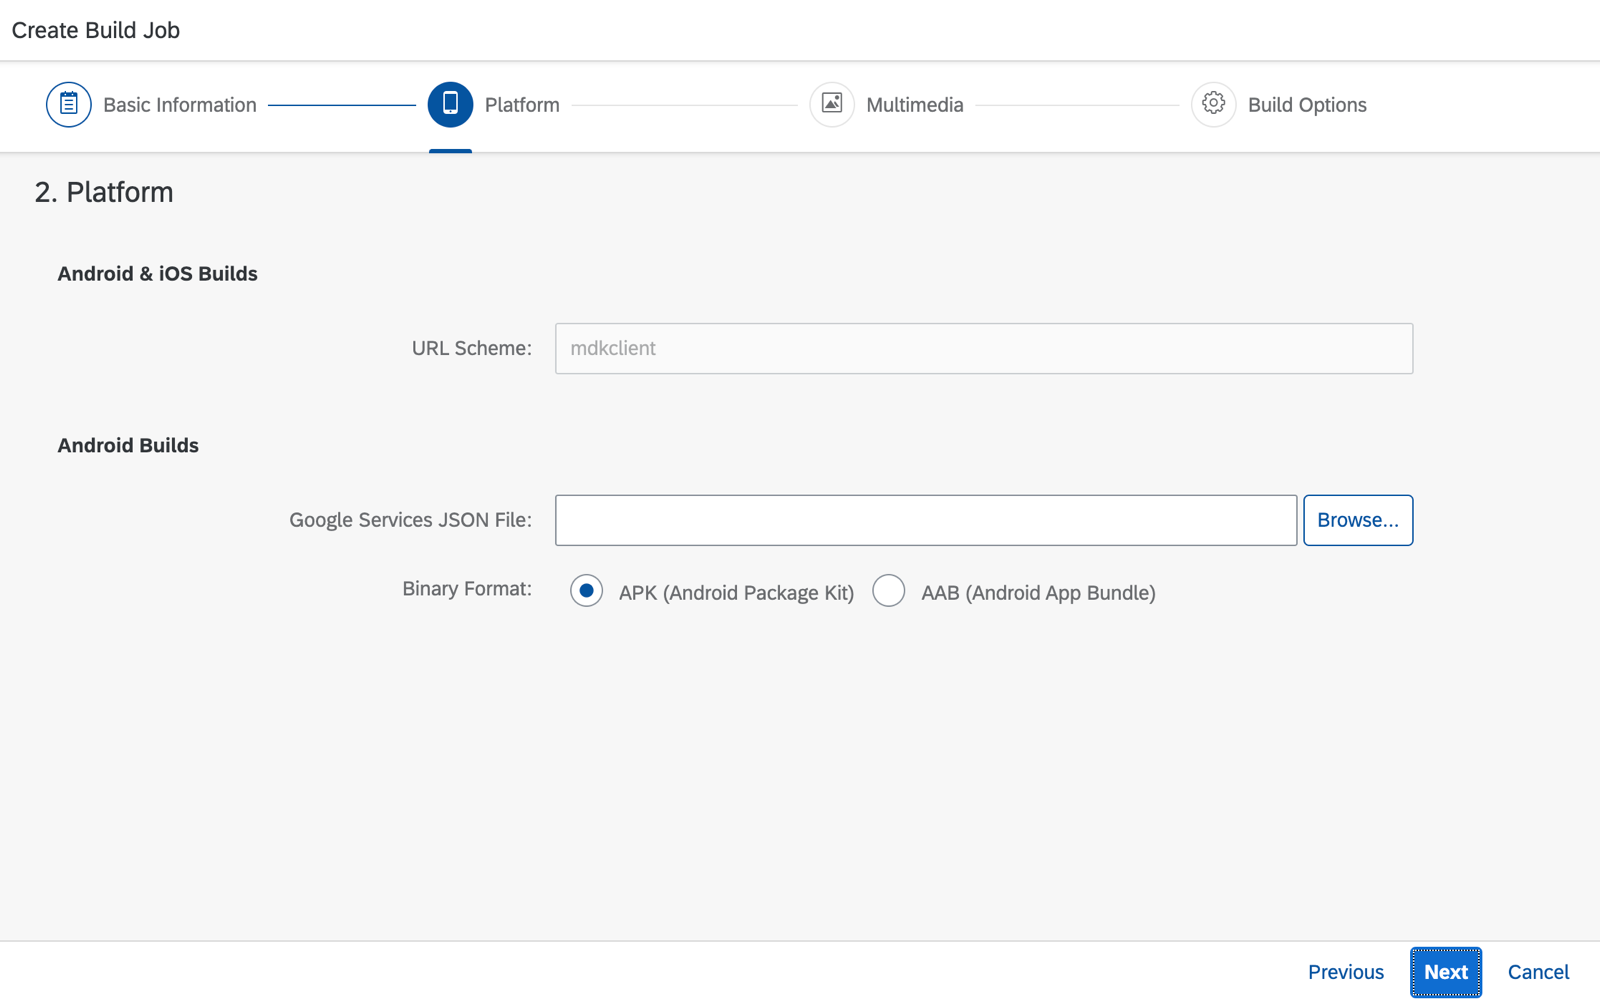 Create Build Job
Basic Information
Platform
Multimedia
Build Options
2. Platform
Android & iOS Builds
URL Scheme: mdkclient
Android Builds
Google Services JSON File: Browse...
Binary Format: APK (Android Package Kit) AAB (Android App Bundle)
Previous Next Cancel